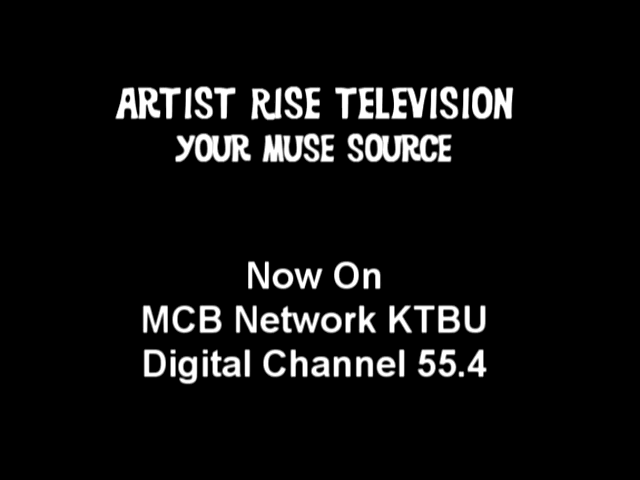 ARTIST RISE TELEVISION
YOUR MUSE SOURCE
Now On
MCB Network KTBU
Digital Channel 55.4